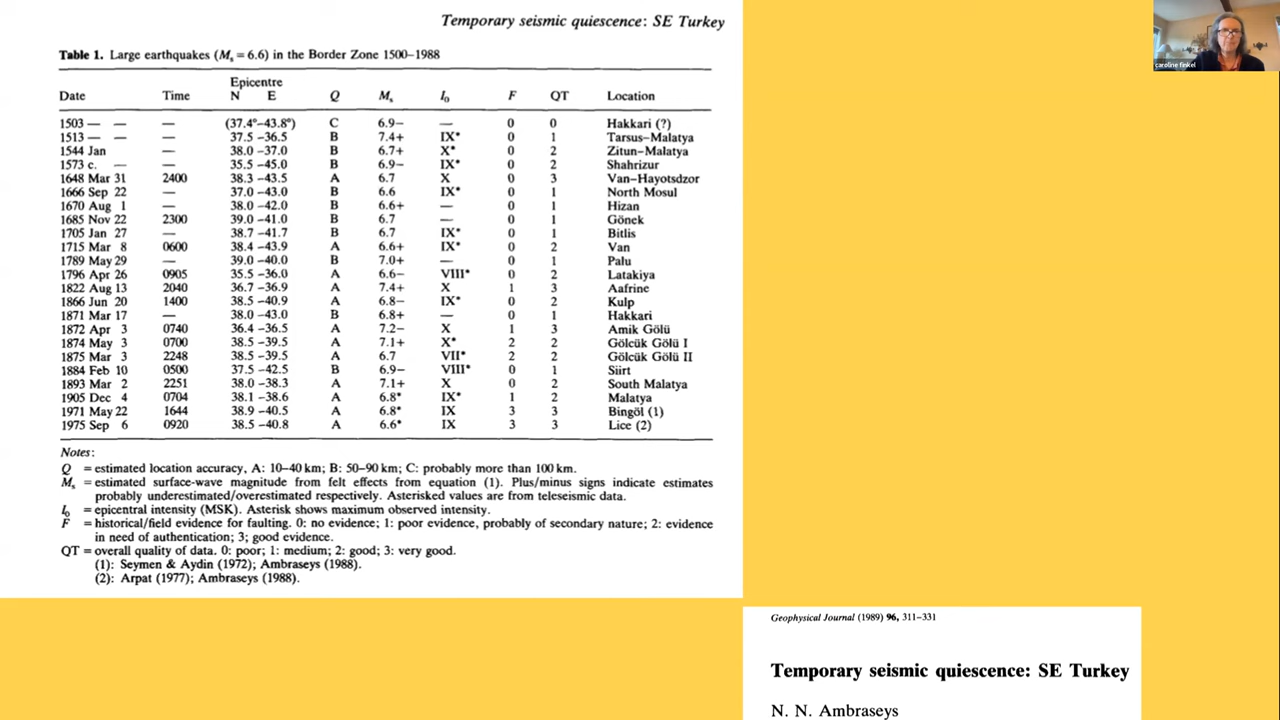 Temporary seismic quiescence: SE Turkey
Table 1. Large earthquakes (Ms = 6.6) in the Border Zone 1500–1988
Epicentre
Date Time N E Q Ms Io F QT Location
1503 — — — (37.4°–43.8°) C 6.9– — 0 0 Hakkari (?)
1513 — — — 37.5 –36.5 B 7.4+ IX* 0 1 Tarsus–Malatya
1544 Jan — 38.0 –37.0 B 6.7+ X* 0 2 Zitun–Malatya
1573 c. — — 35.5 –45.0 B 6.9– IX* 0 2 Shahrizur
1648 Mar 31 2400 38.3 –43.5 A 6.7 X 0 3 Van–Hayotsdzor
1666 Sep 22 — 37.0 –43.0 B 6.6 IX* 0 1 North Mosul
1670 Aug 1 — 38.0 –42.0 B 6.6+ — 0 1 Hizan
1685 Nov 22 2300 39.0 –41.0 B 6.7 — 0 1 Gönek
1705 Jan 27 — 38.7 –41.7 B 6.7 IX* 0 1 Bitlis
1715 Mar 8 0600 38.4 –43.9 A 6.6+ IX* 0 2 Van
1789 May 29 — 39.0 –40.0 B 7.0+ — 0 1 Palu
1796 Apr 26 0905 35.5 –36.0 A 6.6– VIII* 0 2 Latakiya
1822 Aug 13 2040 36.7 –36.9 A 7.4+ X 1 3 Aafrine
1866 Jun 20 1400 38.5 –40.9 A 6.8– IX* 0 2 Kulp
1871 Mar 17 — 38.0 –43.0 B 6.8+ — 0 1 Hakkari
1872 Apr 3 0740 36.4 –36.5 A 7.2– X 1 3 Amik Gölü
1874 May 3 0700 38.5 –39.5 A 7.1+ X* 2 2 Gölcük Gölü I
1875 Mar 3 2248 38.5 –39.5 A 6.7 VII* 2 2 Gölcük Gölü II
1884 Feb 10 0500 37.5 –42.5 B 6.9– VIII* 0 1 Siirt
1893 Mar 2 2251 38.0 –38.3 A 7.1+ X 0 2 South Malatya
1905 Dec 4 0704 38.1 –38.6 A 6.8* IX* 1 2 Malatya
1971 May 22 1644 38.9 –40.5 A 6.8* IX 3 3 Bingöl (1)
1975 Sep 6 0920 38.5 –40.8 A 6.6* IX 3 3 Lice (2)
Notes:
Q = estimated location accuracy, A: 10–40 km; B: 50–90 km; C: probably more than 100 km.
Ms = estimated surface-wave magnitude from felt effects from equation (1). Plus/minus signs indicate estimates
probably underestimated/overestimated respectively. Asterisked values are from teleseismic data.
Io = epicentral intensity (MSK). Asterisk shows maximum observed intensity.
F = historical/field evidence for faulting. 0: no evidence; 1: poor evidence, probably of secondary nature; 2: evidence
in need of authentication; 3; good evidence.
QT = overall quality of data. 0: poor; 1: medium; 2: good; 3: very good.
(1): Seymen & Aydin (1972); Ambraseys (1988).
(2): Arpat (1977); Ambraseys (1988).
caroline finkel
Geophysical Journal (1989) 96, 311–331
Temporary seismic quiescence: SE Turkey
N. N. Ambraseys